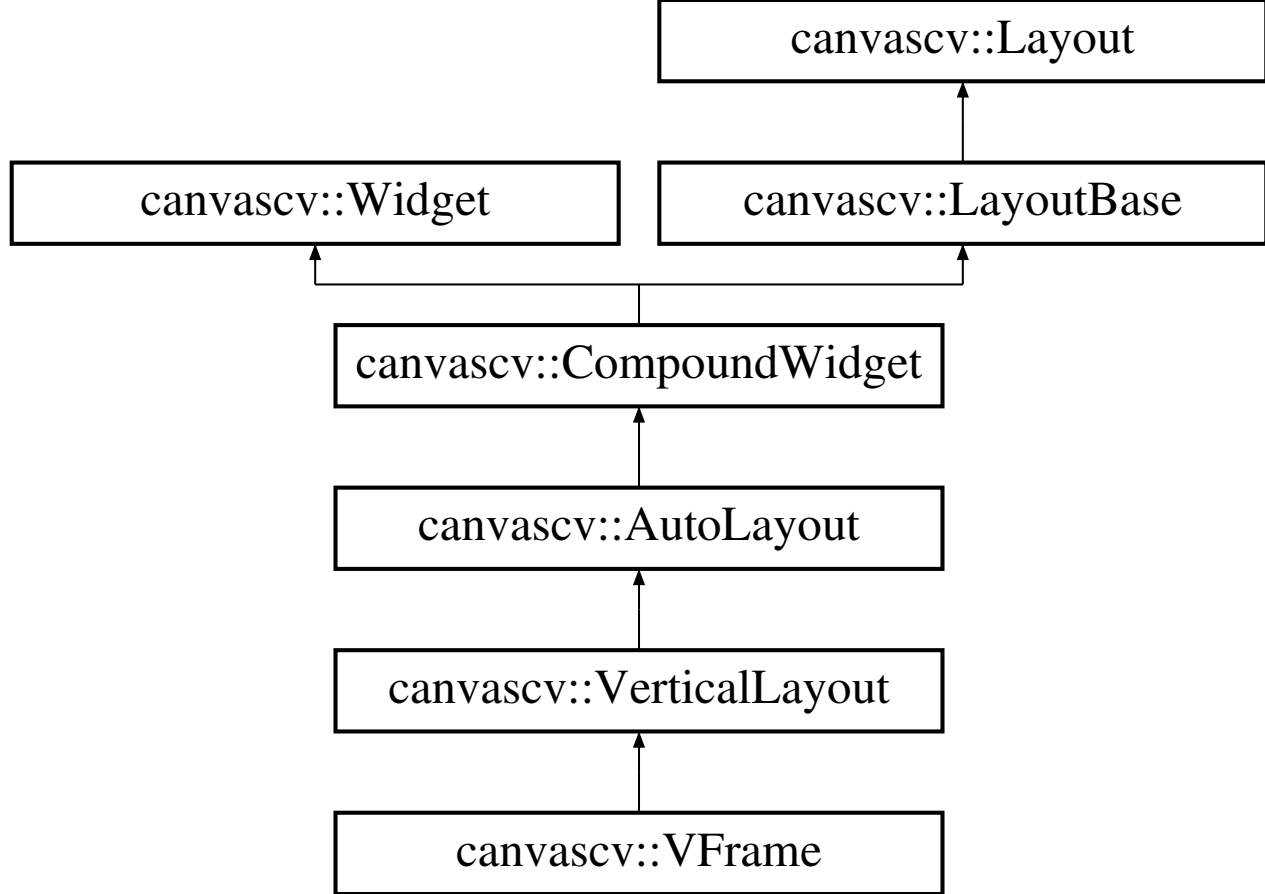 canvascv::Layout
canvascv::Widget
canvascv::LayoutBase
canvascv::CompoundWidget
canvascv::AutoLayout
canvascv::VerticalLayout
canvascv::VFrame